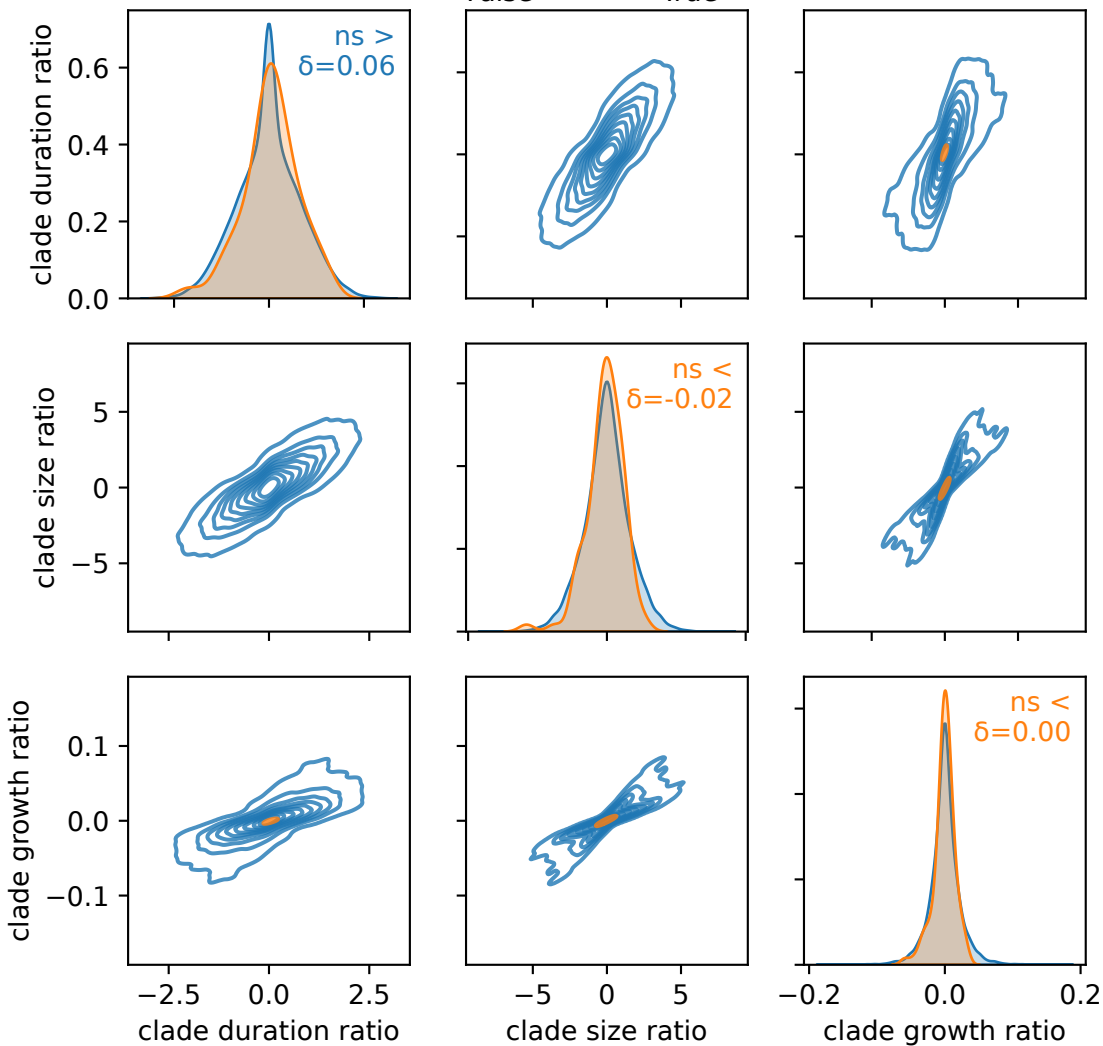 clade duration ratio
0.6
0.4
0.2
0.0
ns >
δ=0.06
clade size ratio
5
0
−5
ns <
δ=-0.02
clade growth ratio
0.1
0.0
−0.1
ns <
δ=0.00
−2.5 0.0 2.5
−5 0 5
−0.2 0.0 0.2
clade duration ratio
clade size ratio
clade growth ratio